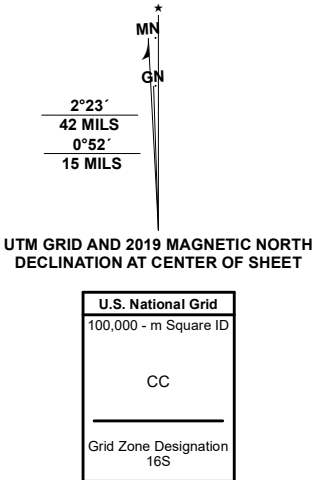 MN
GN
2°23´
42 MILS
0°52´
15 MILS
UTM GRID AND 2019 MAGNETIC NORTH
DECLINATION AT CENTER OF SHEET
U.S. National Grid
100,000 - m Square ID
CC
Grid Zone Designation
16S